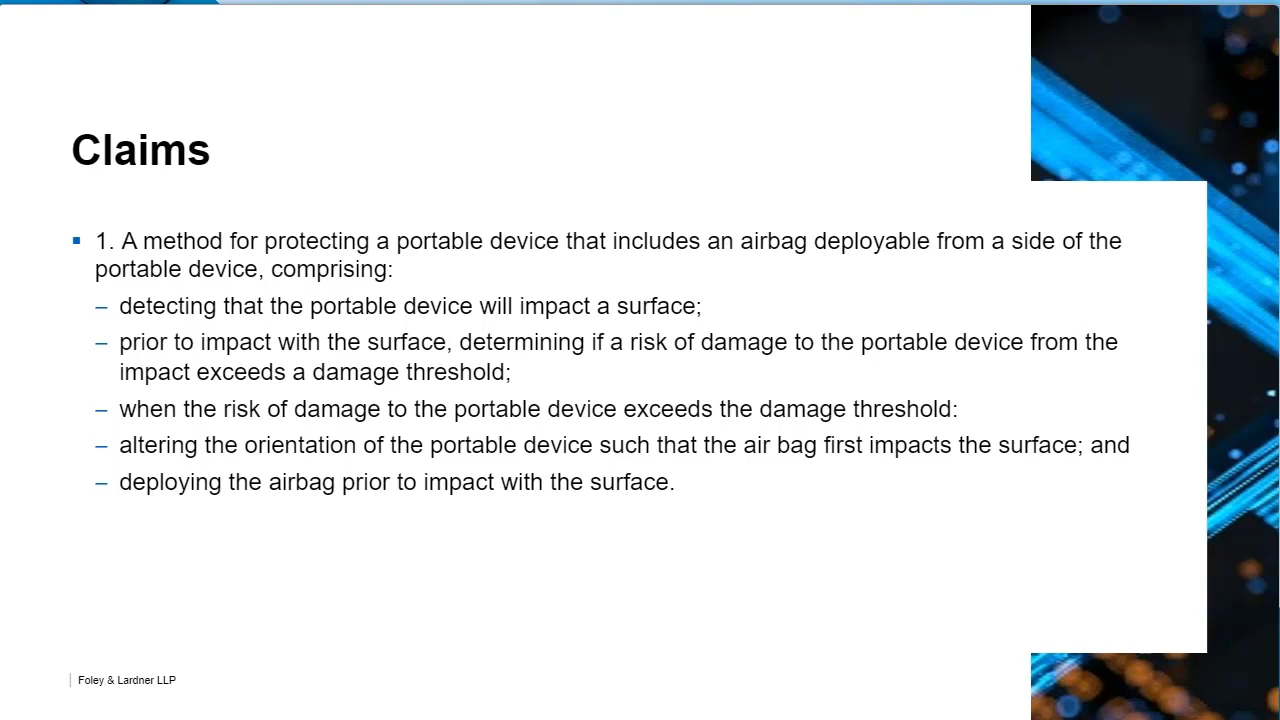 Claims
▪ 1. A method for protecting a portable device that includes an airbag deployable from a side of the
portable device, comprising:
– detecting that the portable device will impact a surface;
– prior to impact with the surface, determining if a risk of damage to the portable device from the
impact exceeds a damage threshold;
– when the risk of damage to the portable device exceeds the damage threshold:
– altering the orientation of the portable device such that the air bag first impacts the surface; and
– deploying the airbag prior to impact with the surface.
Foley & Lardner LLP